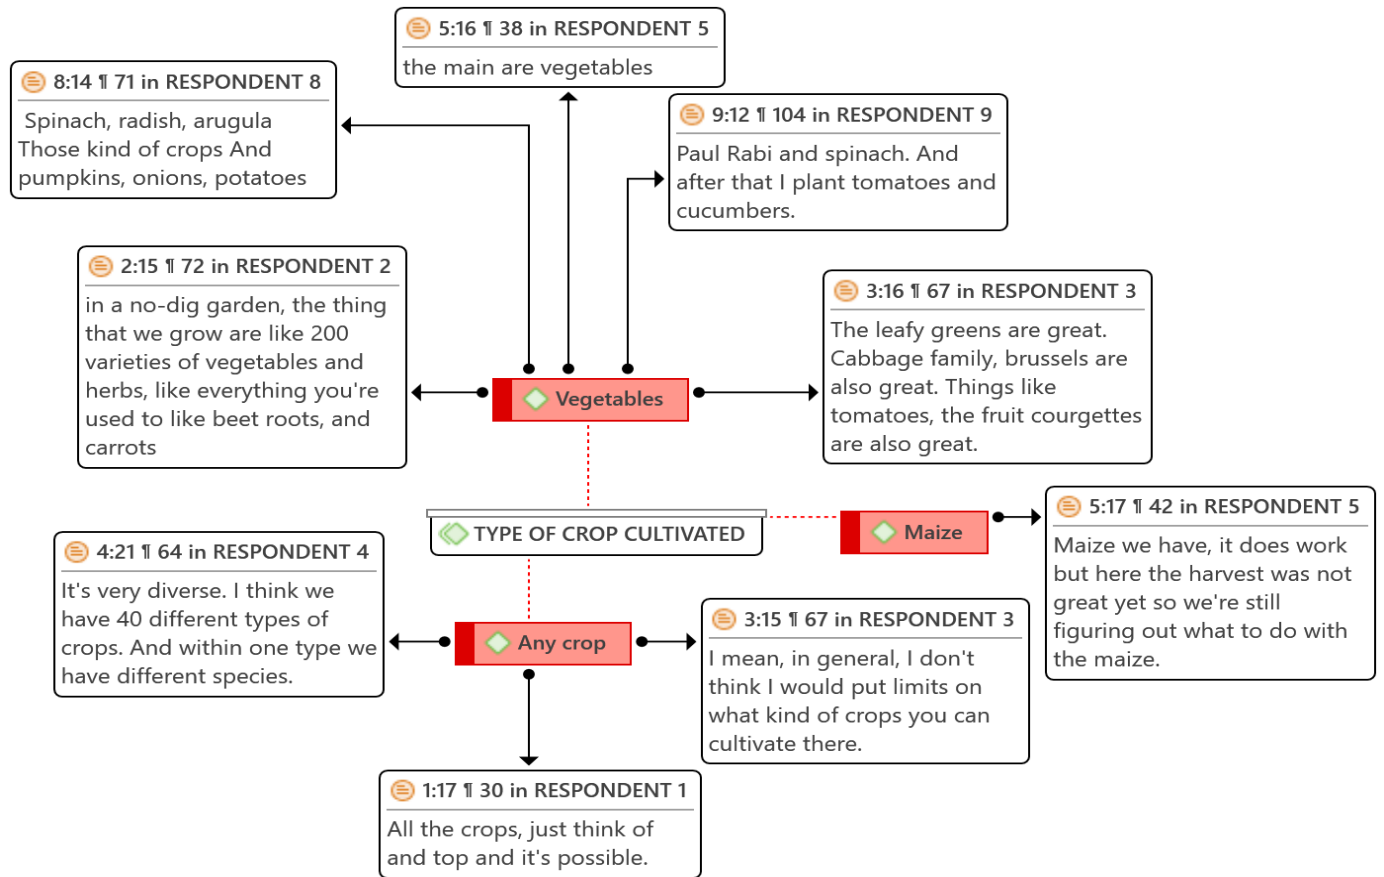 5:16 ¶ 38 in RESPONDENT 5
the main are vegetables
8:14 ¶ 71 in RESPONDENT 8
Spinach, radish, arugula
Those kind of crops And
pumpkins, onions, potatoes
9:12 ¶ 104 in RESPONDENT 9
Paul Rabi and spinach. And
after that I plant tomatoes and
cucumbers.
2:15 ¶ 72 in RESPONDENT 2
in a no-dig garden, the thing
that we grow are like 200
varieties of vegetables and
herbs, like everything you're
used to like beet roots, and
carrots
3:16 ¶ 67 in RESPONDENT 3
The leafy greens are great.
Cabbage family, brussels are
also great. Things like
tomatoes, the fruit courgettes
are also great.
Vegetables
TYPE OF CROP CULTIVATED
Maize
5:17 ¶ 42 in RESPONDENT 5
Maize we have, it does work
but here the harvest was not
great yet so we're still
figuring out what to do with
the maize.
4:21 ¶ 64 in RESPONDENT 4
It's very diverse. I think we
have 40 different types of
crops. And within one type we
have different species.
Any crop
3:15 ¶ 67 in RESPONDENT 3
I mean, in general, I don't
think I would put limits on
what kind of crops you can
cultivate there.
1:17 ¶ 30 in RESPONDENT 1
All the crops, just think of
and top and it's possible.